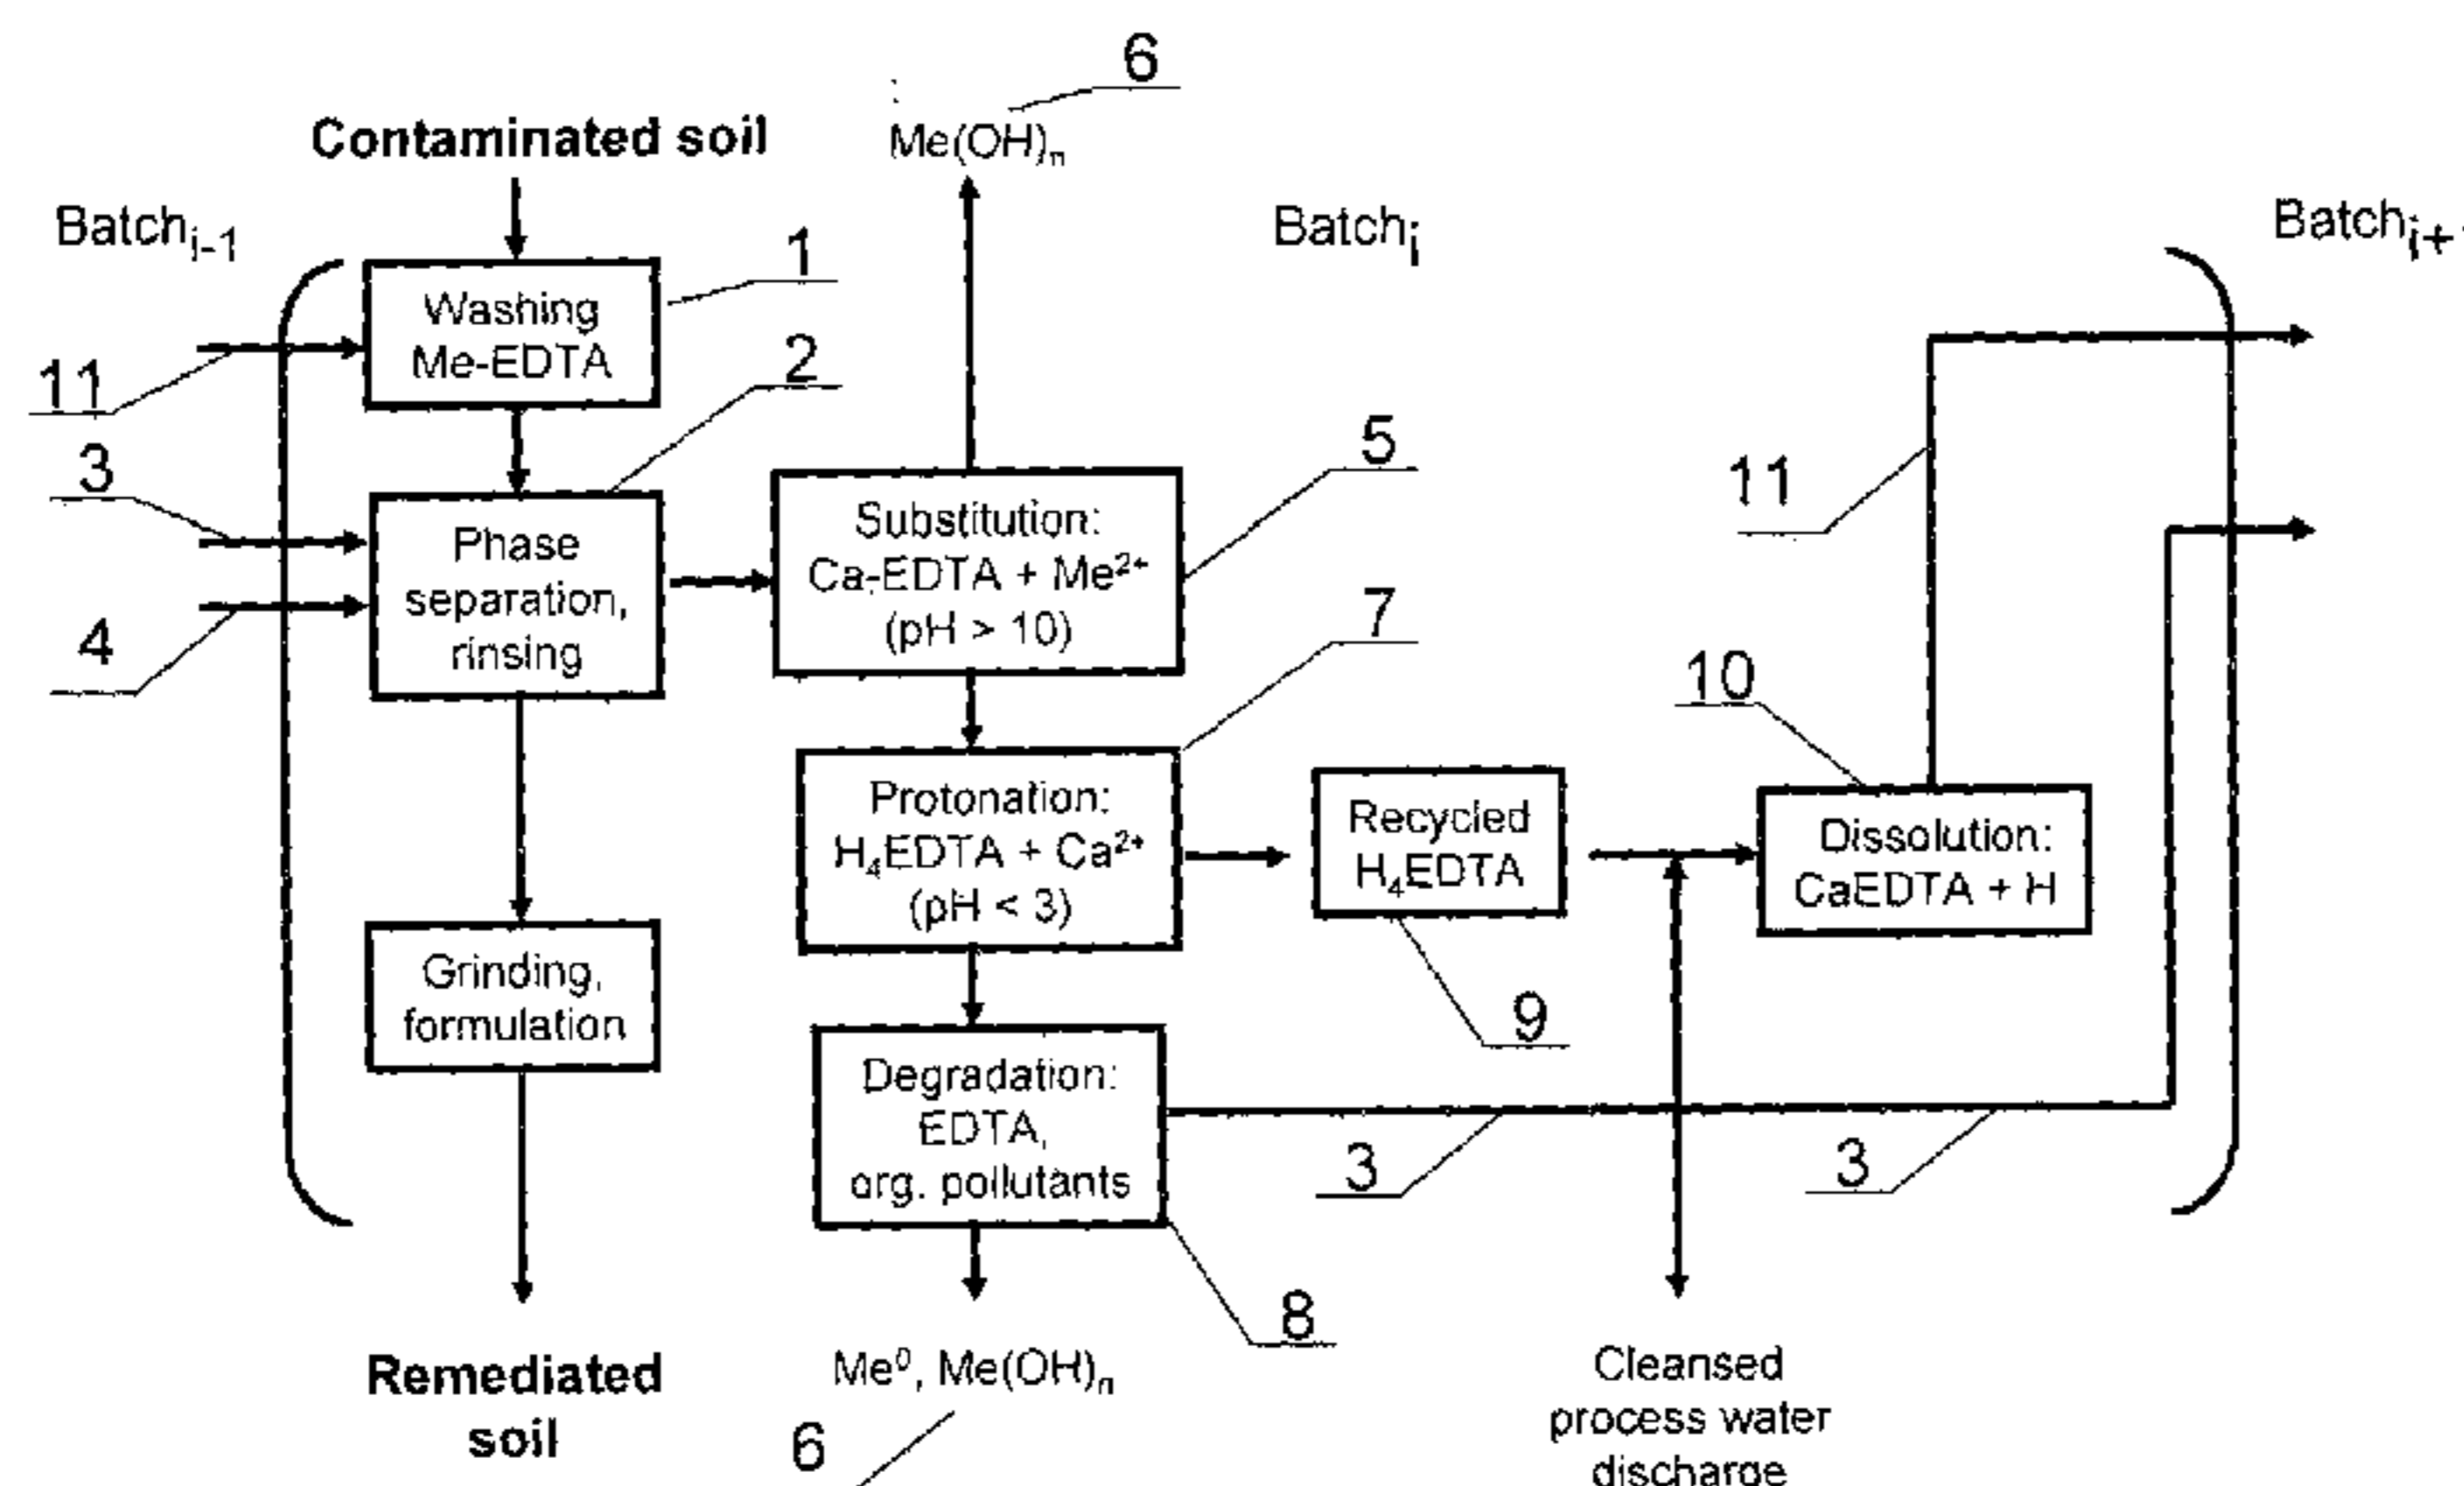 6
Contaminated soil
Me(OH)n
Batchi-1
Batchi
Batchi+
1
Washing
Me-EDTA
11
2
3
Phase
separation,
rinsing
4
5
Substitution:
Ca-EDTA + Me2+
(pH > 10)
11
7
Protonation:
H4EDTA + Ca2+
(pH < 3)
Recycled
H4EDTA
10
Dissolution:
CaEDTA + H
9
Grinding,
formulation
Degradation:
EDTA,
org. pollutants
3
3
8
Remediated
soil
Me0, Me(OH)n
6
Cleansed
process water
discharge